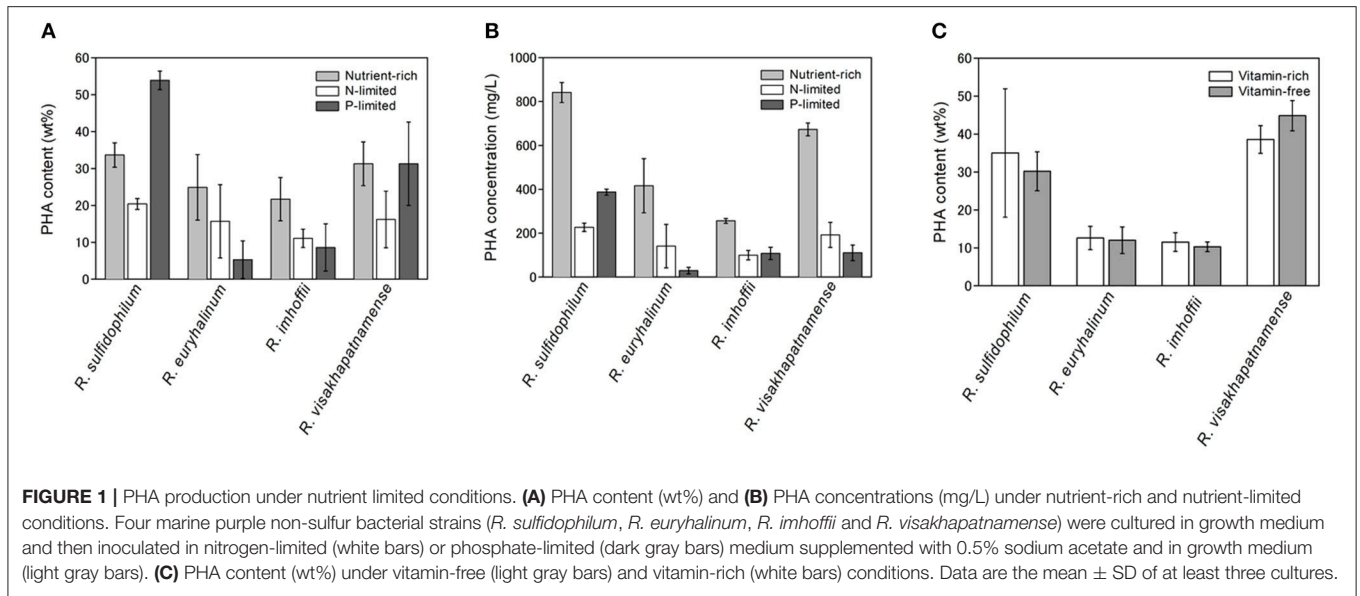 A
PHA content (wt%)
60
50
40
30
20
10
0
Nutrient-rich
N-limited
P-limited
R. sulfidophilum
R. euryhalinum
R. imhoffii
R. visakhapatnamense
B
PHA concentration (mg/L)
1000
800
600
400
200
0
Nutrient-rich
N-limited
P-limited
R. sulfidophilum
R. euryhalinum
R. imhoffii
R. visakhapatnamense
C
PHA content (wt%)
60
50
40
30
20
10
0
Vitamin-rich
Vitamin-free
R. sulfidophilum
R. euryhalinum
R. imhoffii
R. visakhapatnamense
FIGURE 1 | PHA production under nutrient limited conditions. (A) PHA content (wt%) and (B) PHA concentrations (mg/L) under nutrient-rich and nutrient-limited
conditions. Four marine purple non-sulfur bacterial strains (R. sulfidophilum, R. euryhalinum, R. imhoffii and R. visakhapatnamense) were cultured in growth medium
and then inoculated in nitrogen-limited (white bars) or phosphate-limited (dark gray bars) medium supplemented with 0.5% sodium acetate and in growth medium
(light gray bars). (C) PHA content (wt%) under vitamin-free (light gray bars) and vitamin-rich (white bars) conditions. Data are the mean ± SD of at least three cultures.